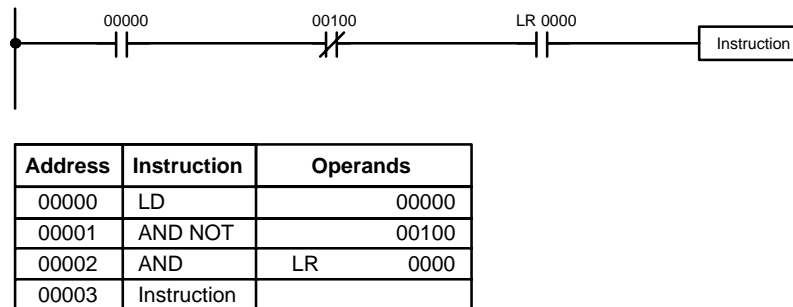 00000 00100 LR 0000
Instruction
Address Instruction Operands
00000 LD 00000
00001 AND NOT 00100
00002 AND LR 0000
00003 Instruction